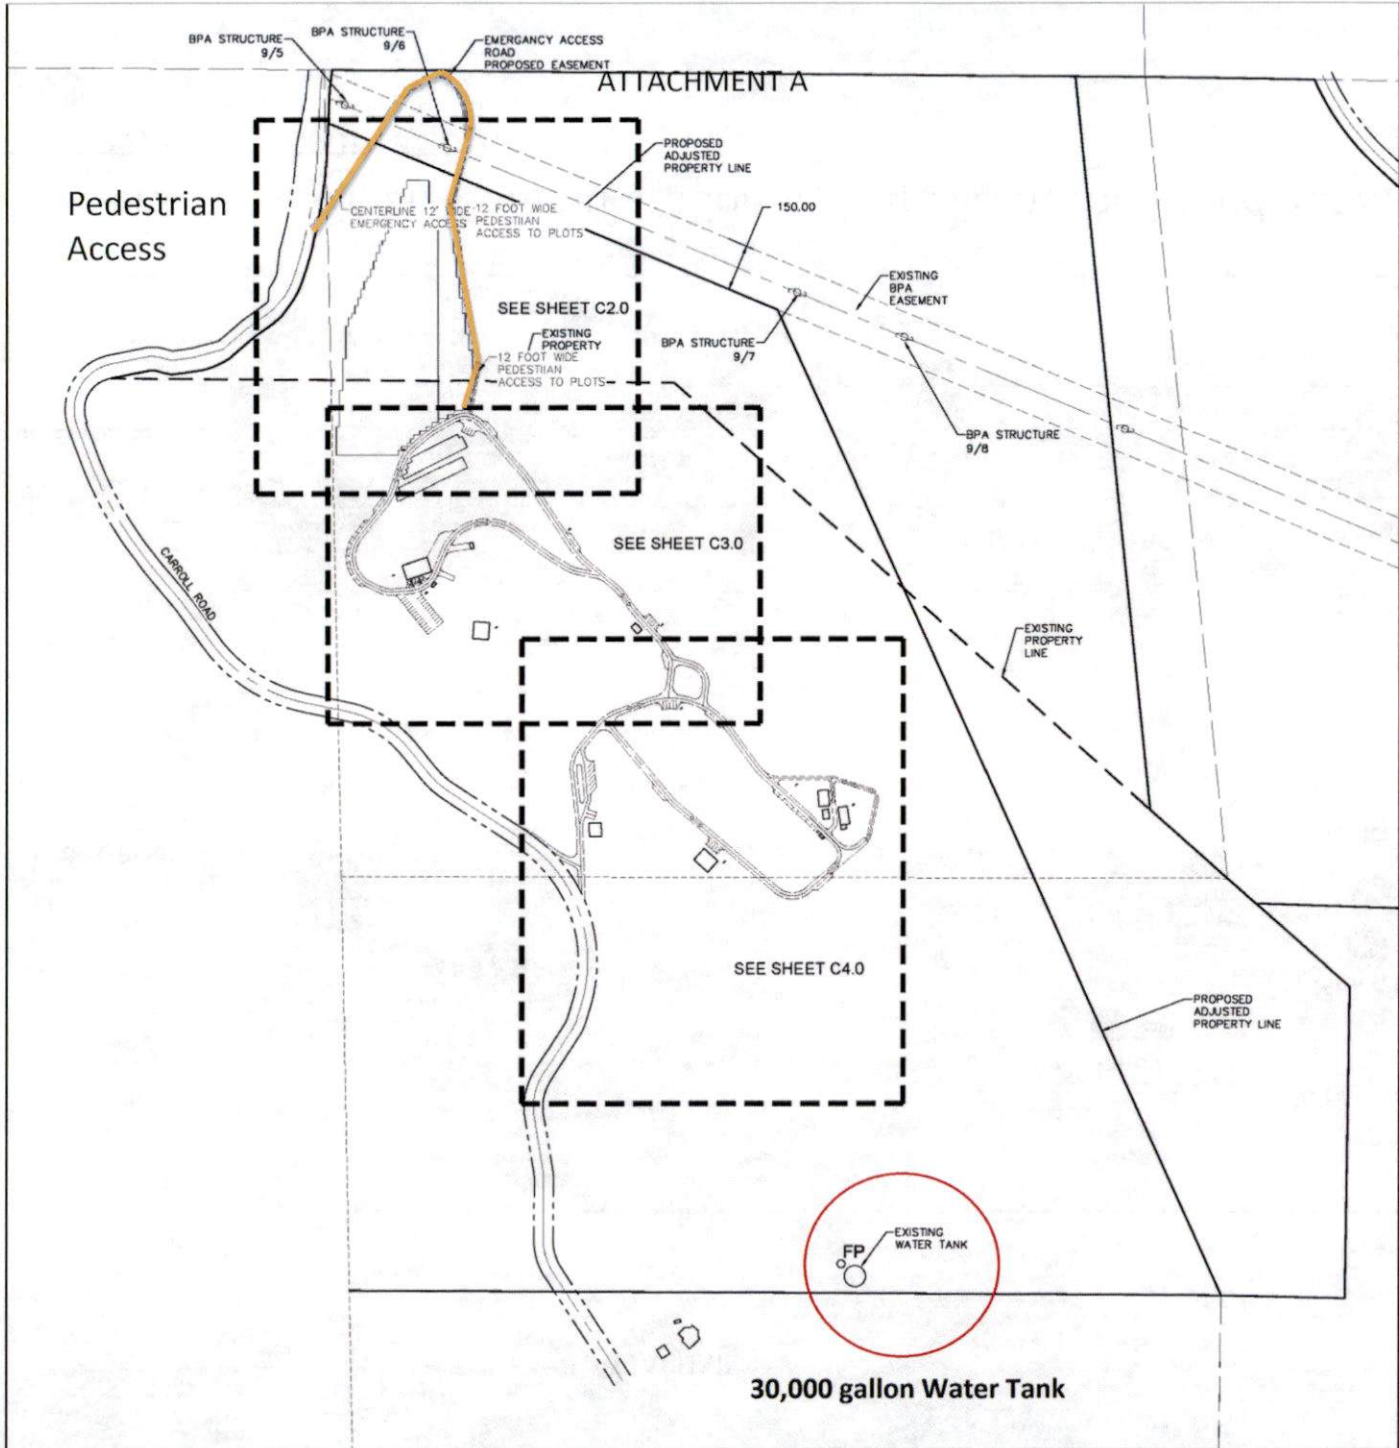 BPA STRUCTURE
9/5
BPA STRUCTURE
9/6
EMERGANCY ACCESS
ROAD
PROPOSED EASEMENT
ATTACHMENT A
PROPOSED
ADJUSTED
PROPERTY LINE
Pedestrian
Access
CENTERLINE 12' WIDE
EMERGENCY ACCESS
12 FOOT WIDE
PEDESTIIAN
ACCESS TO PLOTS
150.00
EXISTING
BPA
EASEMENT
SEE SHEET C2.0
EXISTING
PROPERTY
BPA STRUCTURE
9/7
12 FOOT WIDE
PEDESTIIAN
ACCESS TO PLOTS
BPA STRUCTURE
9/8
SEE SHEET C3.0
CARROLL ROAD
EXISTING
PROPERTY
LINE
SEE SHEET C4.0
PROPOSED
ADJUSTED
PROPERTY LINE
EXISTING
WATER TANK
FP
30,000 gallon Water Tank